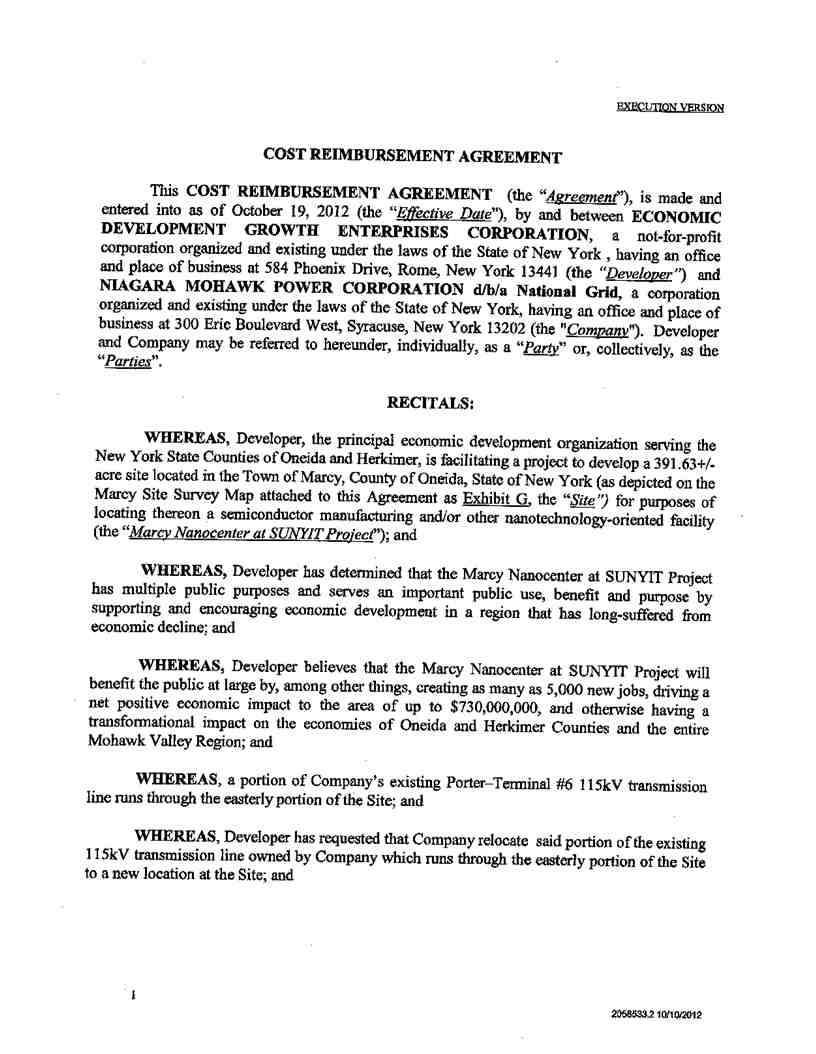 EXECUTION VERSION
COST REIMBURSEMENT AGREEMENT
This COST REIMBURSEMENT AGREEMENT (the “Agreement”), is made and
entered into as of October 19, 2012 (the “Effective Date”), by and between ECONOMIC
DEVELOPMENT GROWTH ENTERPRISES CORPORATION, a not-for-profit
corporation organized and existing under the laws of the State of New York , having an office
and place of business at 584 Phoenix Drive, Rome, New York 13441 (the “Developer”) and
NIAGARA MOHAWK POWER CORPORATION d/b/a National Grid, a corporation
organized and existing under the laws of the State of New York, having an office and place of
business at 300 Eric Boulevard West, Syracuse, New York 13202 (the "Company"). Developer
and Company may be referred to hereunder, individually, as a “Party” or, collectively, as the
“Parties”.
RECITALS:
WHEREAS, Developer, the principal economic development organization serving the
New York State Counties of Oneida and Herkimer, is facilitating a project to develop a 391.63+/-
acre site located in the Town of Marcy, County of Oneida, State of New York (as depicted on the
Marcy Site Survey Map attached to this Agreement as Exhibit G, the “Site”) for purposes of
locating thereon a semiconductor manufacturing and/or other nanotechnology-oriented facility
(the “Marcy Nanocenter at SUNYIT Project”); and
WHEREAS, Developer has determined that the Marcy Nanocenter at SUNYIT Project
has multiple public purposes and serves an important public use, benefit and purpose by
supporting and encouraging economic development in a region that has long-suffered from
economic decline; and
WHEREAS, Developer believes that the Marcy Nanocenter at SUNYIT Project will
benefit the public at large by, among other things, creating as many as 5,000 new jobs, driving a
net positive economic impact to the area of up to $730,000,000, and otherwise having a
transformational impact on the economies of Oneida and Herkimer Counties and the entire
Mohawk Valley Region; and
WHEREAS, a portion of Company’s existing Porter–Terminal #6 115kV transmission
line runs through the easterly portion of the Site; and
WHEREAS, Developer has requested that Company relocate said portion of the existing
115kV transmission line owned by Company which runs through the easterly portion of the Site
to a new location at the Site; and
1
2058533.2 10/10/2012